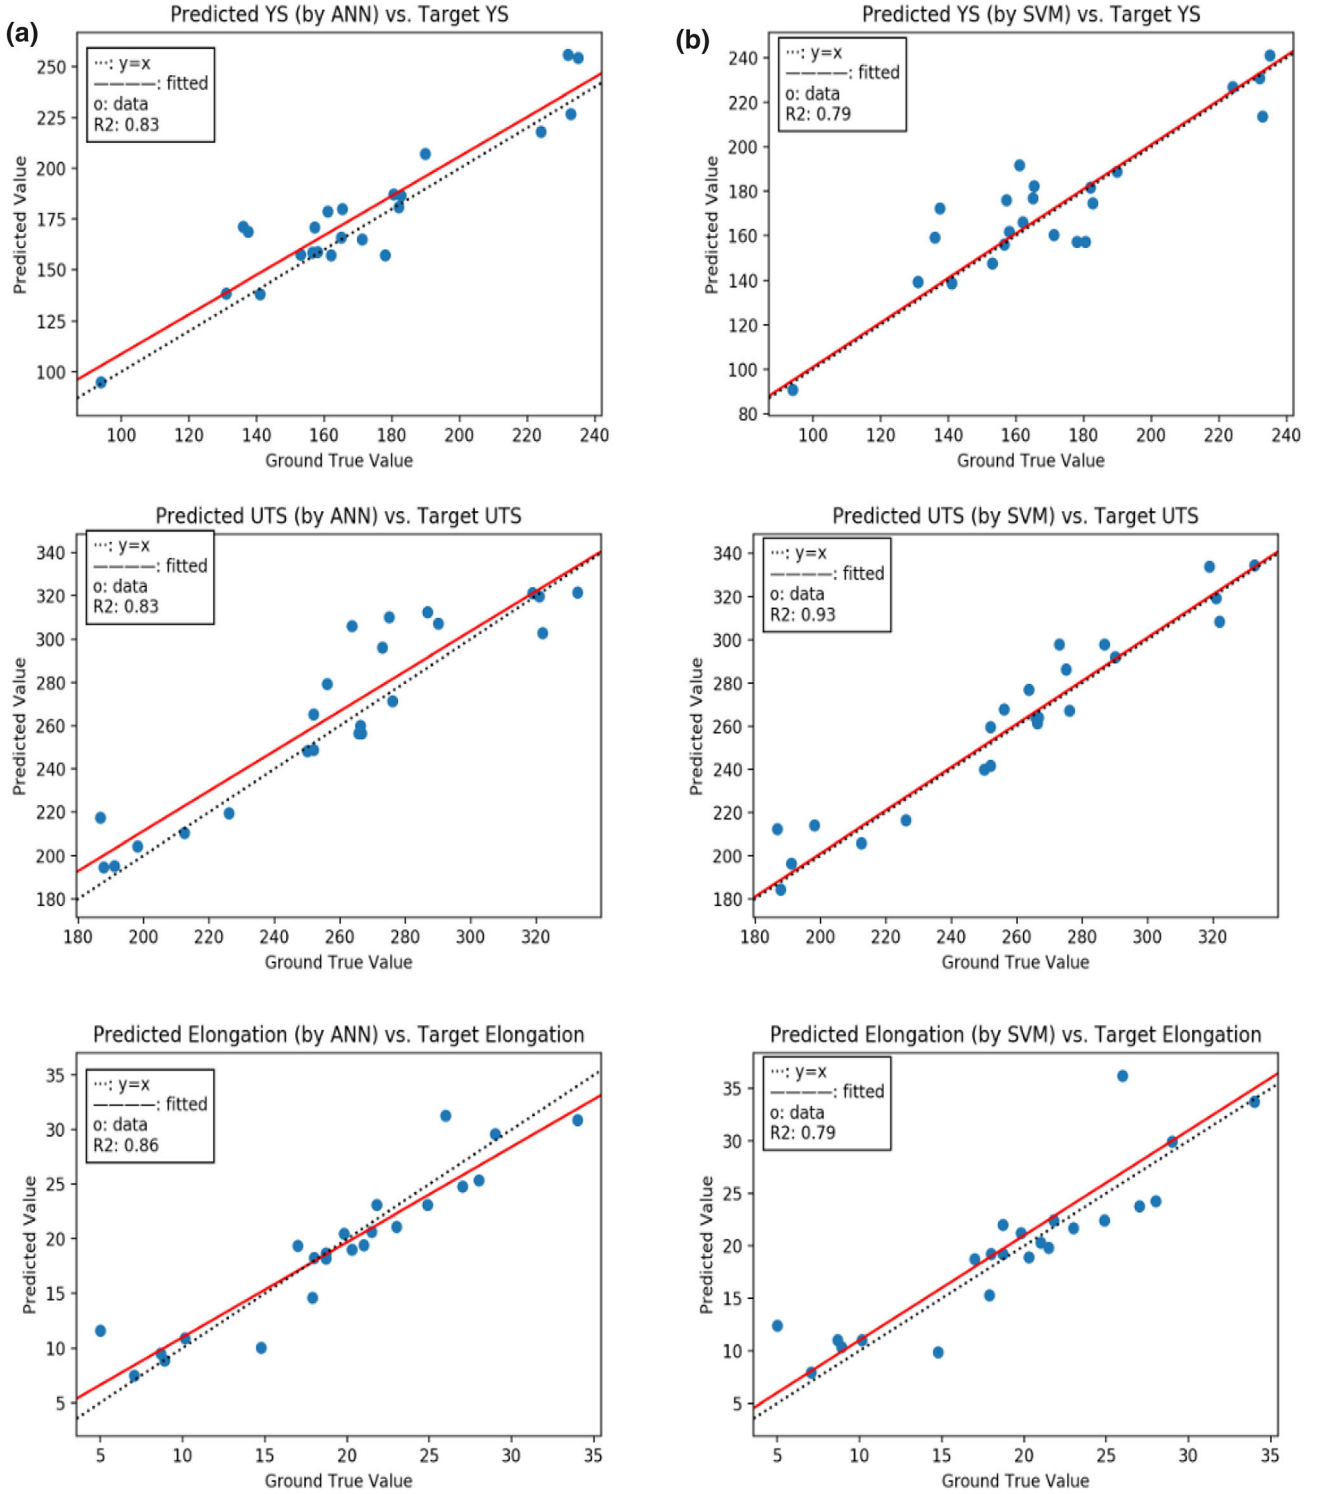 (a)
Predicted YS (by ANN) vs. Target YS
···: y=x
————: fitted
o: data
R2: 0.83
Predicted Value
250
225
200
175
150
125
100
100 120 140 160 180 200 220 240
Ground True Value
(b)
Predicted YS (by SVM) vs. Target YS
···: y=x
————: fitted
o: data
R2: 0.79
Predicted Value
240
220
200
180
160
140
120
100
80
100 120 140 160 180 200 220 240
Ground True Value
Predicted UTS (by ANN) vs. Target UTS
···: y=x
————: fitted
o: data
R2: 0.83
Predicted Value
340
320
300
280
260
240
220
200
180
180 200 220 240 260 280 300 320
Ground True Value
Predicted UTS (by SVM) vs. Target UTS
···: y=x
————: fitted
o: data
R2: 0.93
Predicted Value
340
320
300
280
260
240
220
200
180
180 200 220 240 260 280 300 320
Ground True Value
Predicted Elongation (by ANN) vs. Target Elongation
···: y=x
————: fitted
o: data
R2: 0.86
Predicted Value
35
30
25
20
15
10
5
5 10 15 20 25 30 35
Ground True Value
Predicted Elongation (by SVM) vs. Target Elongation
···: y=x
————: fitted
o: data
R2: 0.79
Predicted Value
35
30
25
20
15
10
5
5 10 15 20 25 30 35
Ground True Value